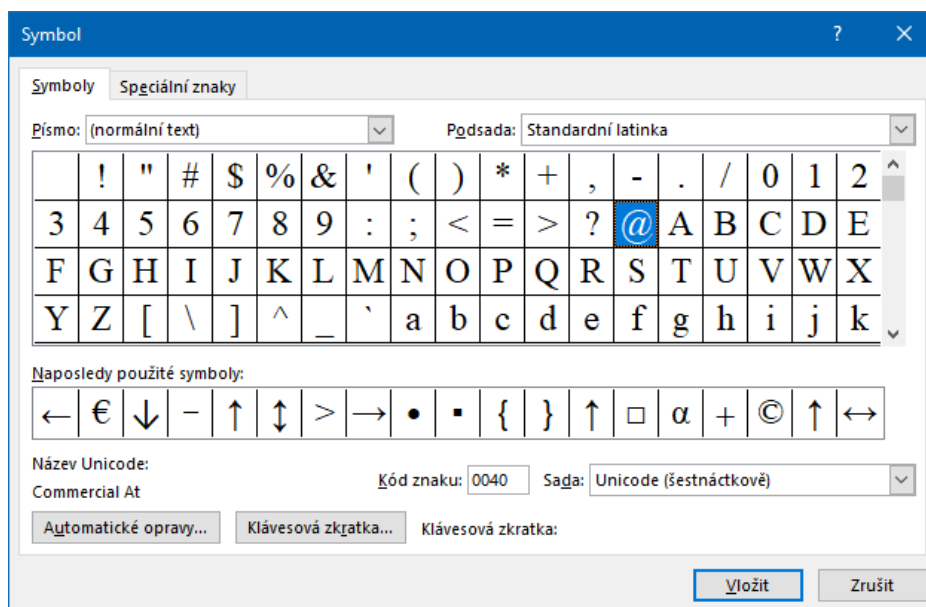 Symbol ? ×
Symboly Speciální znaky
Písmo: (normální text) Podsada: Standardní latinka
! " # $ % & ' ( ) * + , - . / 0 1 2
3 4 5 6 7 8 9 : ; < = > ? @ A B C D E
F G H I J K L M N O P Q R S T U V W X
Y Z [ \ ] ^ _ ` a b c d e f g h i j k
Naposledy použité symboly:
← € ↓ − ↑ ↕ > → • ▪ { } ↑ □ α + © ↑ ↔
Název Unicode:
Commercial At
Kód znaku: 0040 Sada: Unicode (šestnáctkově)
Automatické opravy... Klávesová zkratka... Klávesová zkratka:
Vložit Zrušit